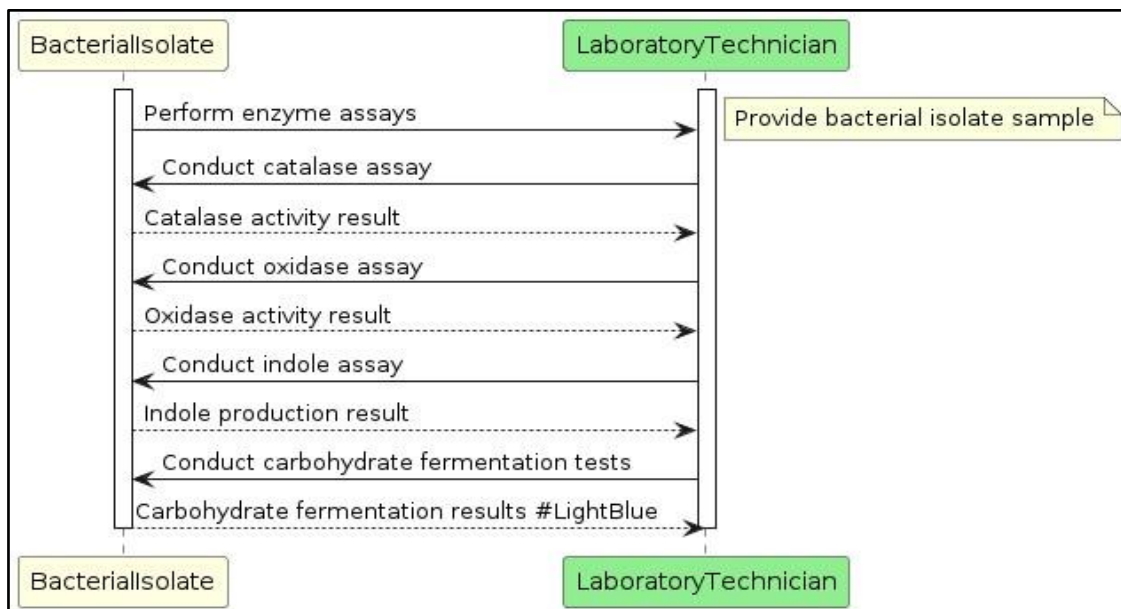 BacterialIsolate
LaboratoryTechnician
Perform enzyme assays
Provide bacterial isolate sample
Conduct catalase assay
Catalase activity result
Conduct oxidase assay
Oxidase activity result
Conduct indole assay
Indole production result
Conduct carbohydrate fermentation tests
Carbohydrate fermentation results #LightBlue
BacterialIsolate
LaboratoryTechnician